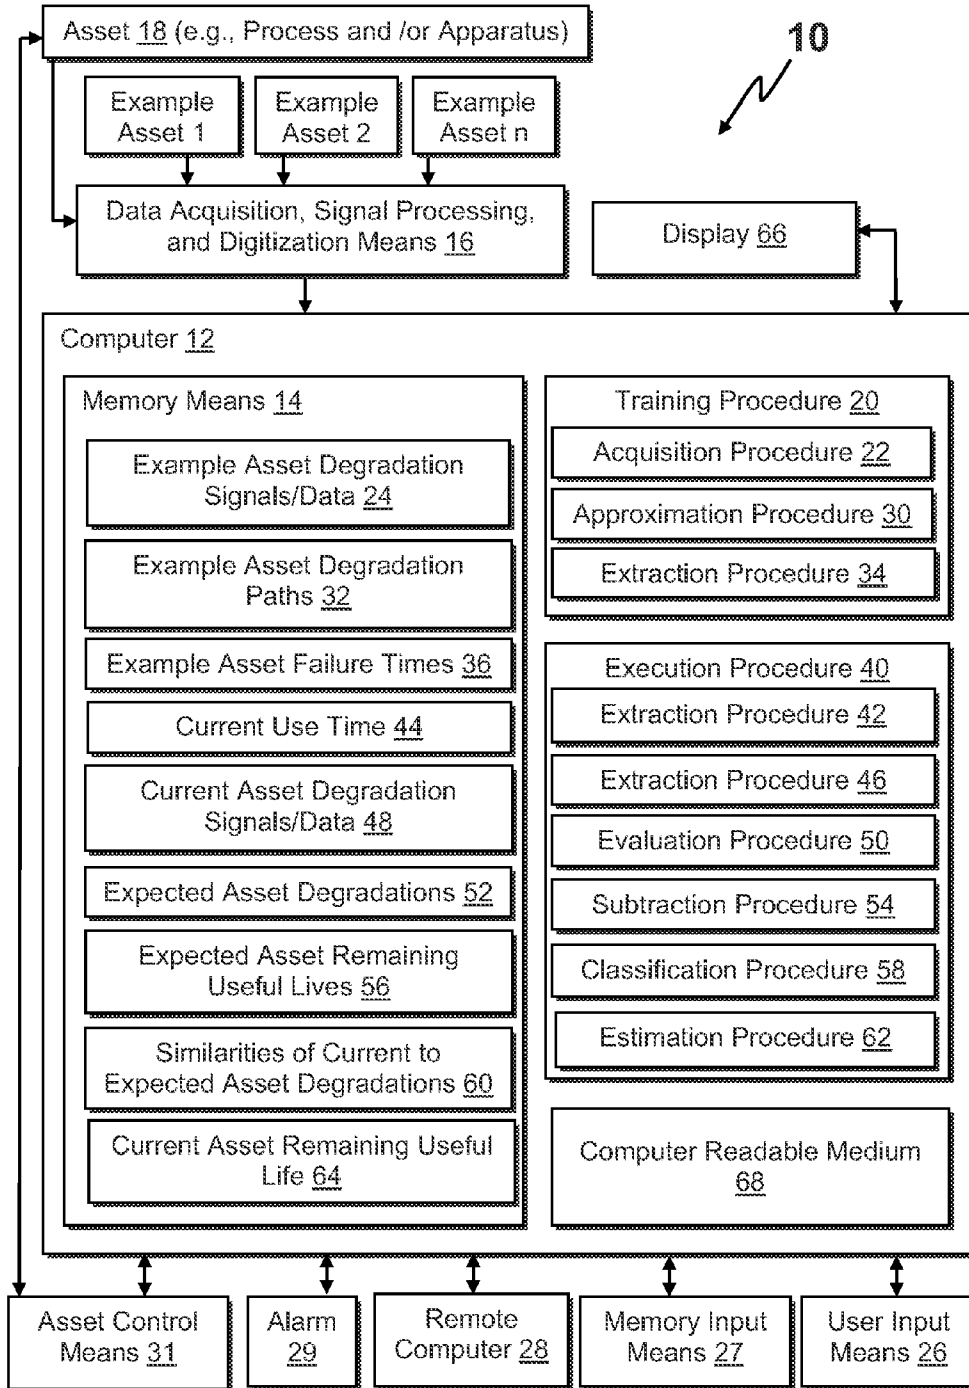 Asset 18 (e.g., Process and /or Apparatus)
10
Example
Asset 1
Example
Asset 2
Example
Asset n
Data Acquisition, Signal Processing,
and Digitization Means 16
Display 66
Computer 12
Memory Means 14
Example Asset Degradation
Signals/Data 24
Example Asset Degradation
Paths 32
Example Asset Failure Times 36
Current Use Time 44
Current Asset Degradation
Signals/Data 48
Expected Asset Degradations 52
Expected Asset Remaining
Useful Lives 56
Similarities of Current to
Expected Asset Degradations 60
Current Asset Remaining Useful
Life 64
Training Procedure 20
Acquisition Procedure 22
Approximation Procedure 30
Extraction Procedure 34
Execution Procedure 40
Extraction Procedure 42
Extraction Procedure 46
Evaluation Procedure 50
Subtraction Procedure 54
Classification Procedure 58
Estimation Procedure 62
Computer Readable Medium
68
Asset Control
Means 31
Alarm
29
Remote
Computer 28
Memory Input
Means 27
User Input
Means 26